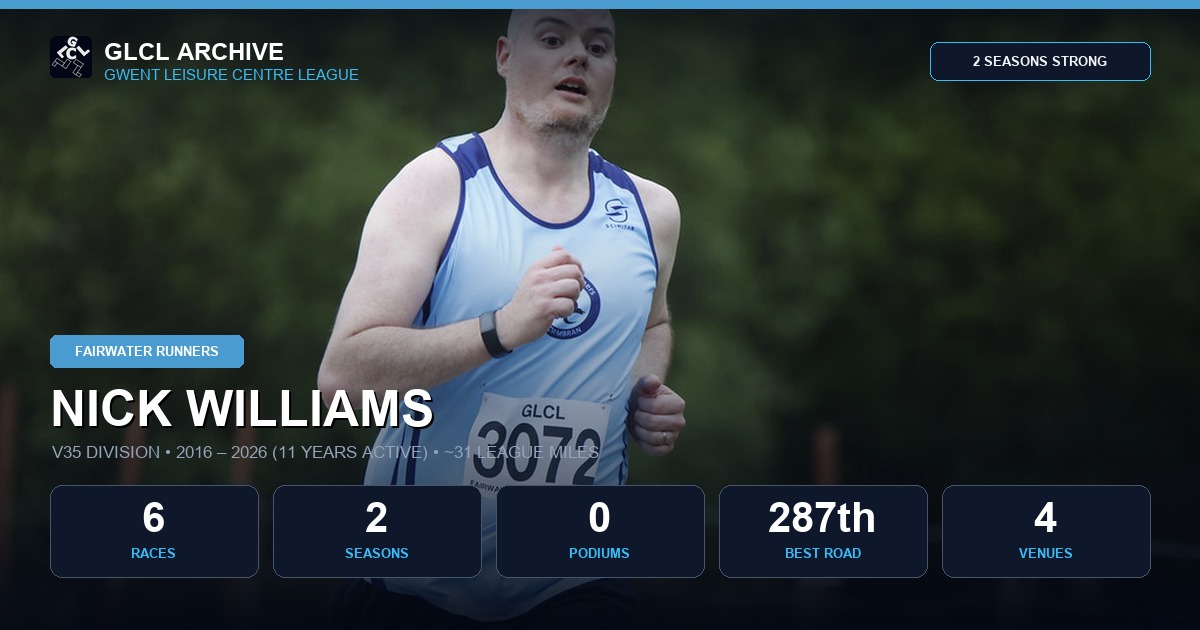 GLCL ARCHIVE
GWENT LEISURE CENTRE LEAGUE
2 SEASONS STRONG
SCIMITAR
FAIRWATER RUNNERS
NICK WILLIAMS
V35 DIVISION • 2016 – 2026 (11 YEARS ACTIVE) • ~31 LEAGUE MILES
GLCL
3072
6
RACES
2
SEASONS
0
PODIUMS
287th
BEST ROAD
4
VENUES